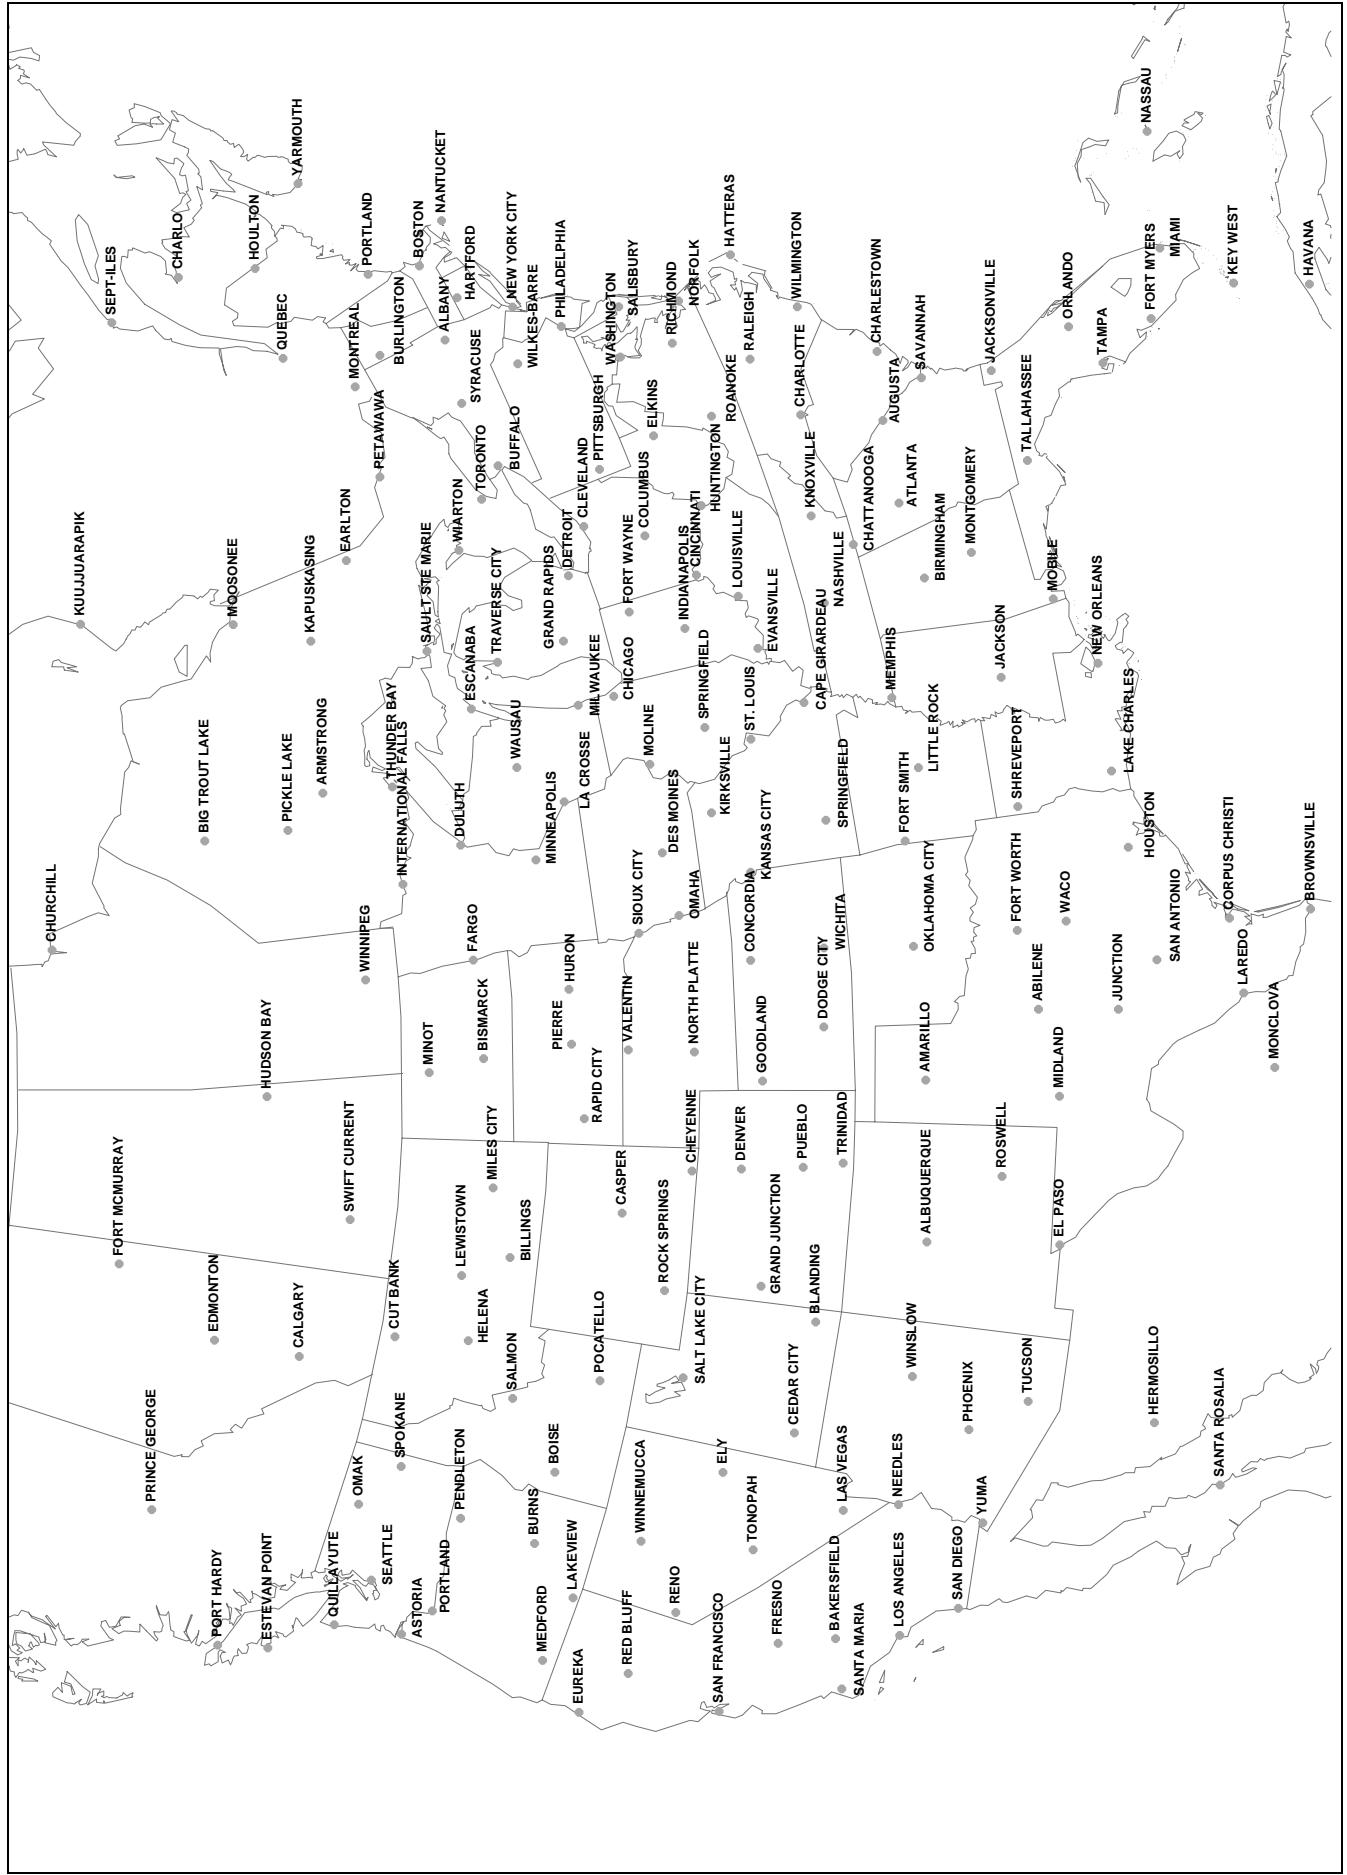 CHURCHILL
KUUJJUARAPIK
SEPT-ILES
FORT MCMURRAY
PRINCE GEORGE
CHARLO
BIG TROUT LAKE
EDMONTON
PORT HARDY
MOOSONEE
HOULTON
HUDSON BAY
ESTEVAN POINT
QUEBEC
PICKLE LAKE
YARMOUTH
CALGARY
KAPUSKASING
ARMSTRONG
QUILLAYUTE
EARLTON
SWIFT CURRENT
MONTREAL
OMAK
WINNIPEG
PORTLAND
SEATTLE
PETAWAWA
BURLINGTON
THUNDER BAY
CUT BANK
SPOKANE
INTERNATIONAL FALLS
ASTORIA
BOSTON
SAULT STE MARIE
MINOT
PORTLAND
NANTUCKET
ALBANY
WIARTON
HARTFORD
DULUTH
PENDLETON
LEWISTOWN
SYRACUSE
HELENA
ESCANABA
FARGO
TORONTO
BISMARCK
MILES CITY
TRAVERSE CITY
BUFFALO
NEW YORK CITY
BILLINGS
SALMON
WAUSAU
WILKES-BARRE
BURNS
MINNEAPOLIS
MEDFORD
BOISE
PHILADELPHIA
GRAND RAPIDS
LA CROSSE
DETROIT
HURON
PIERRE
LAKEVIEW
EUREKA
MILWAUKEE
CLEVELAND
RAPID CITY
PITTSBURGH
POCATELLO
CHICAGO
WASHINGTON
SALISBURY
CASPER
VALENTIN
RED BLUFF
FORT WAYNE
SIOUX CITY
WINNEMUCCA
COLUMBUS
MOLINE
ELKINS
DES MOINES
ROCK SPRINGS
RICHMOND
RENO
NORFOLK
OMAHA
SALT LAKE CITY
INDIANAPOLIS
CHEYENNE
NORTH PLATTE
CINCINNATI
HUNTINGTON
SPRINGFIELD
KIRKSVILLE
ROANOKE
SAN FRANCISCO
ELY
HATTERAS
DENVER
LOUISVILLE
RALEIGH
ST. LOUIS
KANSAS CITY
CONCORDIA
TONOPAH
EVANSVILLE
GOODLAND
GRAND JUNCTION
FRESNO
CEDAR CITY
WILMINGTON
CHARLOTTE
PUEBLO
CAPE GIRARDEAU
KNOXVILLE
BLANDING
DODGE CITY
NASHVILLE
SPRINGFIELD
WICHITA
BAKERSFIELD
TRINIDAD
LAS VEGAS
SANTA MARIA
CHATTANOOGA
CHARLESTOWN
AUGUSTA
MEMPHIS
LOS ANGELES
NEEDLES
ATLANTA
FORT SMITH
WINSLOW
OKLAHOMA CITY
LITTLE ROCK
SAVANNAH
BIRMINGHAM
AMARILLO
ALBUQUERQUE
SAN DIEGO
PHOENIX
MONTGOMERY
YUMA
JACKSONVILLE
JACKSON
ROSWELL
SHREVEPORT
FORT WORTH
TUCSON
TALLAHASSEE
ABILENE
MOBILE
MIDLAND
EL PASO
WACO
ORLANDO
NEW ORLEANS
TAMPA
LAKE CHARLES
JUNCTION
HOUSTON
NASSAU
FORT MYERS
MIAMI
SAN ANTONIO
HERMOSILLO
SANTA ROSALIA
CORPUS CHRISTI
KEY WEST
LAREDO
MONCLOVA
HAVANA
BROWNSVILLE